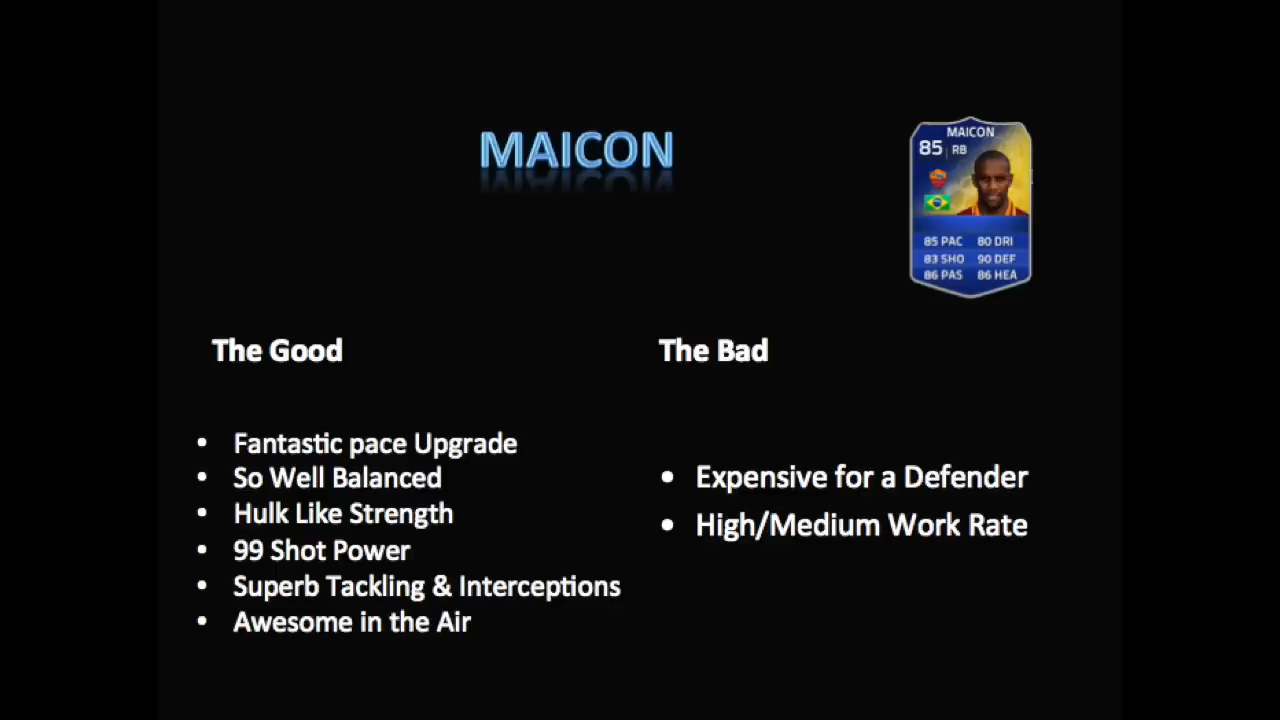 MAICON
MAICON
85 RB
85 PAC 80 DRI
83 SHO 90 DEF
86 PAS 86 HEA
The Good
• Fantastic pace Upgrade
• So Well Balanced
• Hulk Like Strength
• 99 Shot Power
• Superb Tackling & Interceptions
• Awesome in the Air
The Bad
• Expensive for a Defender
• High/Medium Work Rate